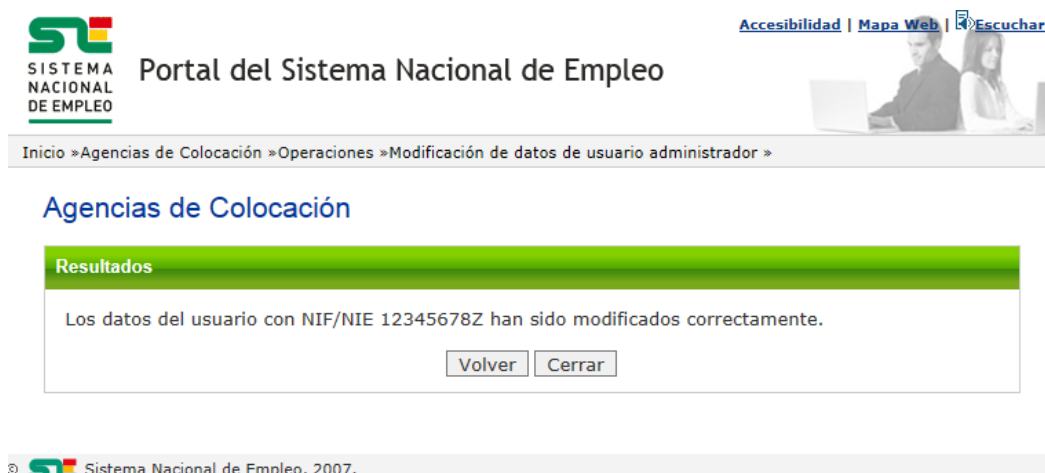 Accesibilidad | Mapa Web | Escuchar
SISTEMA
NACIONAL
DE EMPLEO
Portal del Sistema Nacional de Empleo
Inicio »Agencias de Colocación »Operaciones »Modificación de datos de usuario administrador »
Agencias de Colocación
Resultados
Los datos del usuario con NIF/NIE 12345678Z han sido modificados correctamente.
Volver Cerrar
© Sistema Nacional de Empleo. 2007.